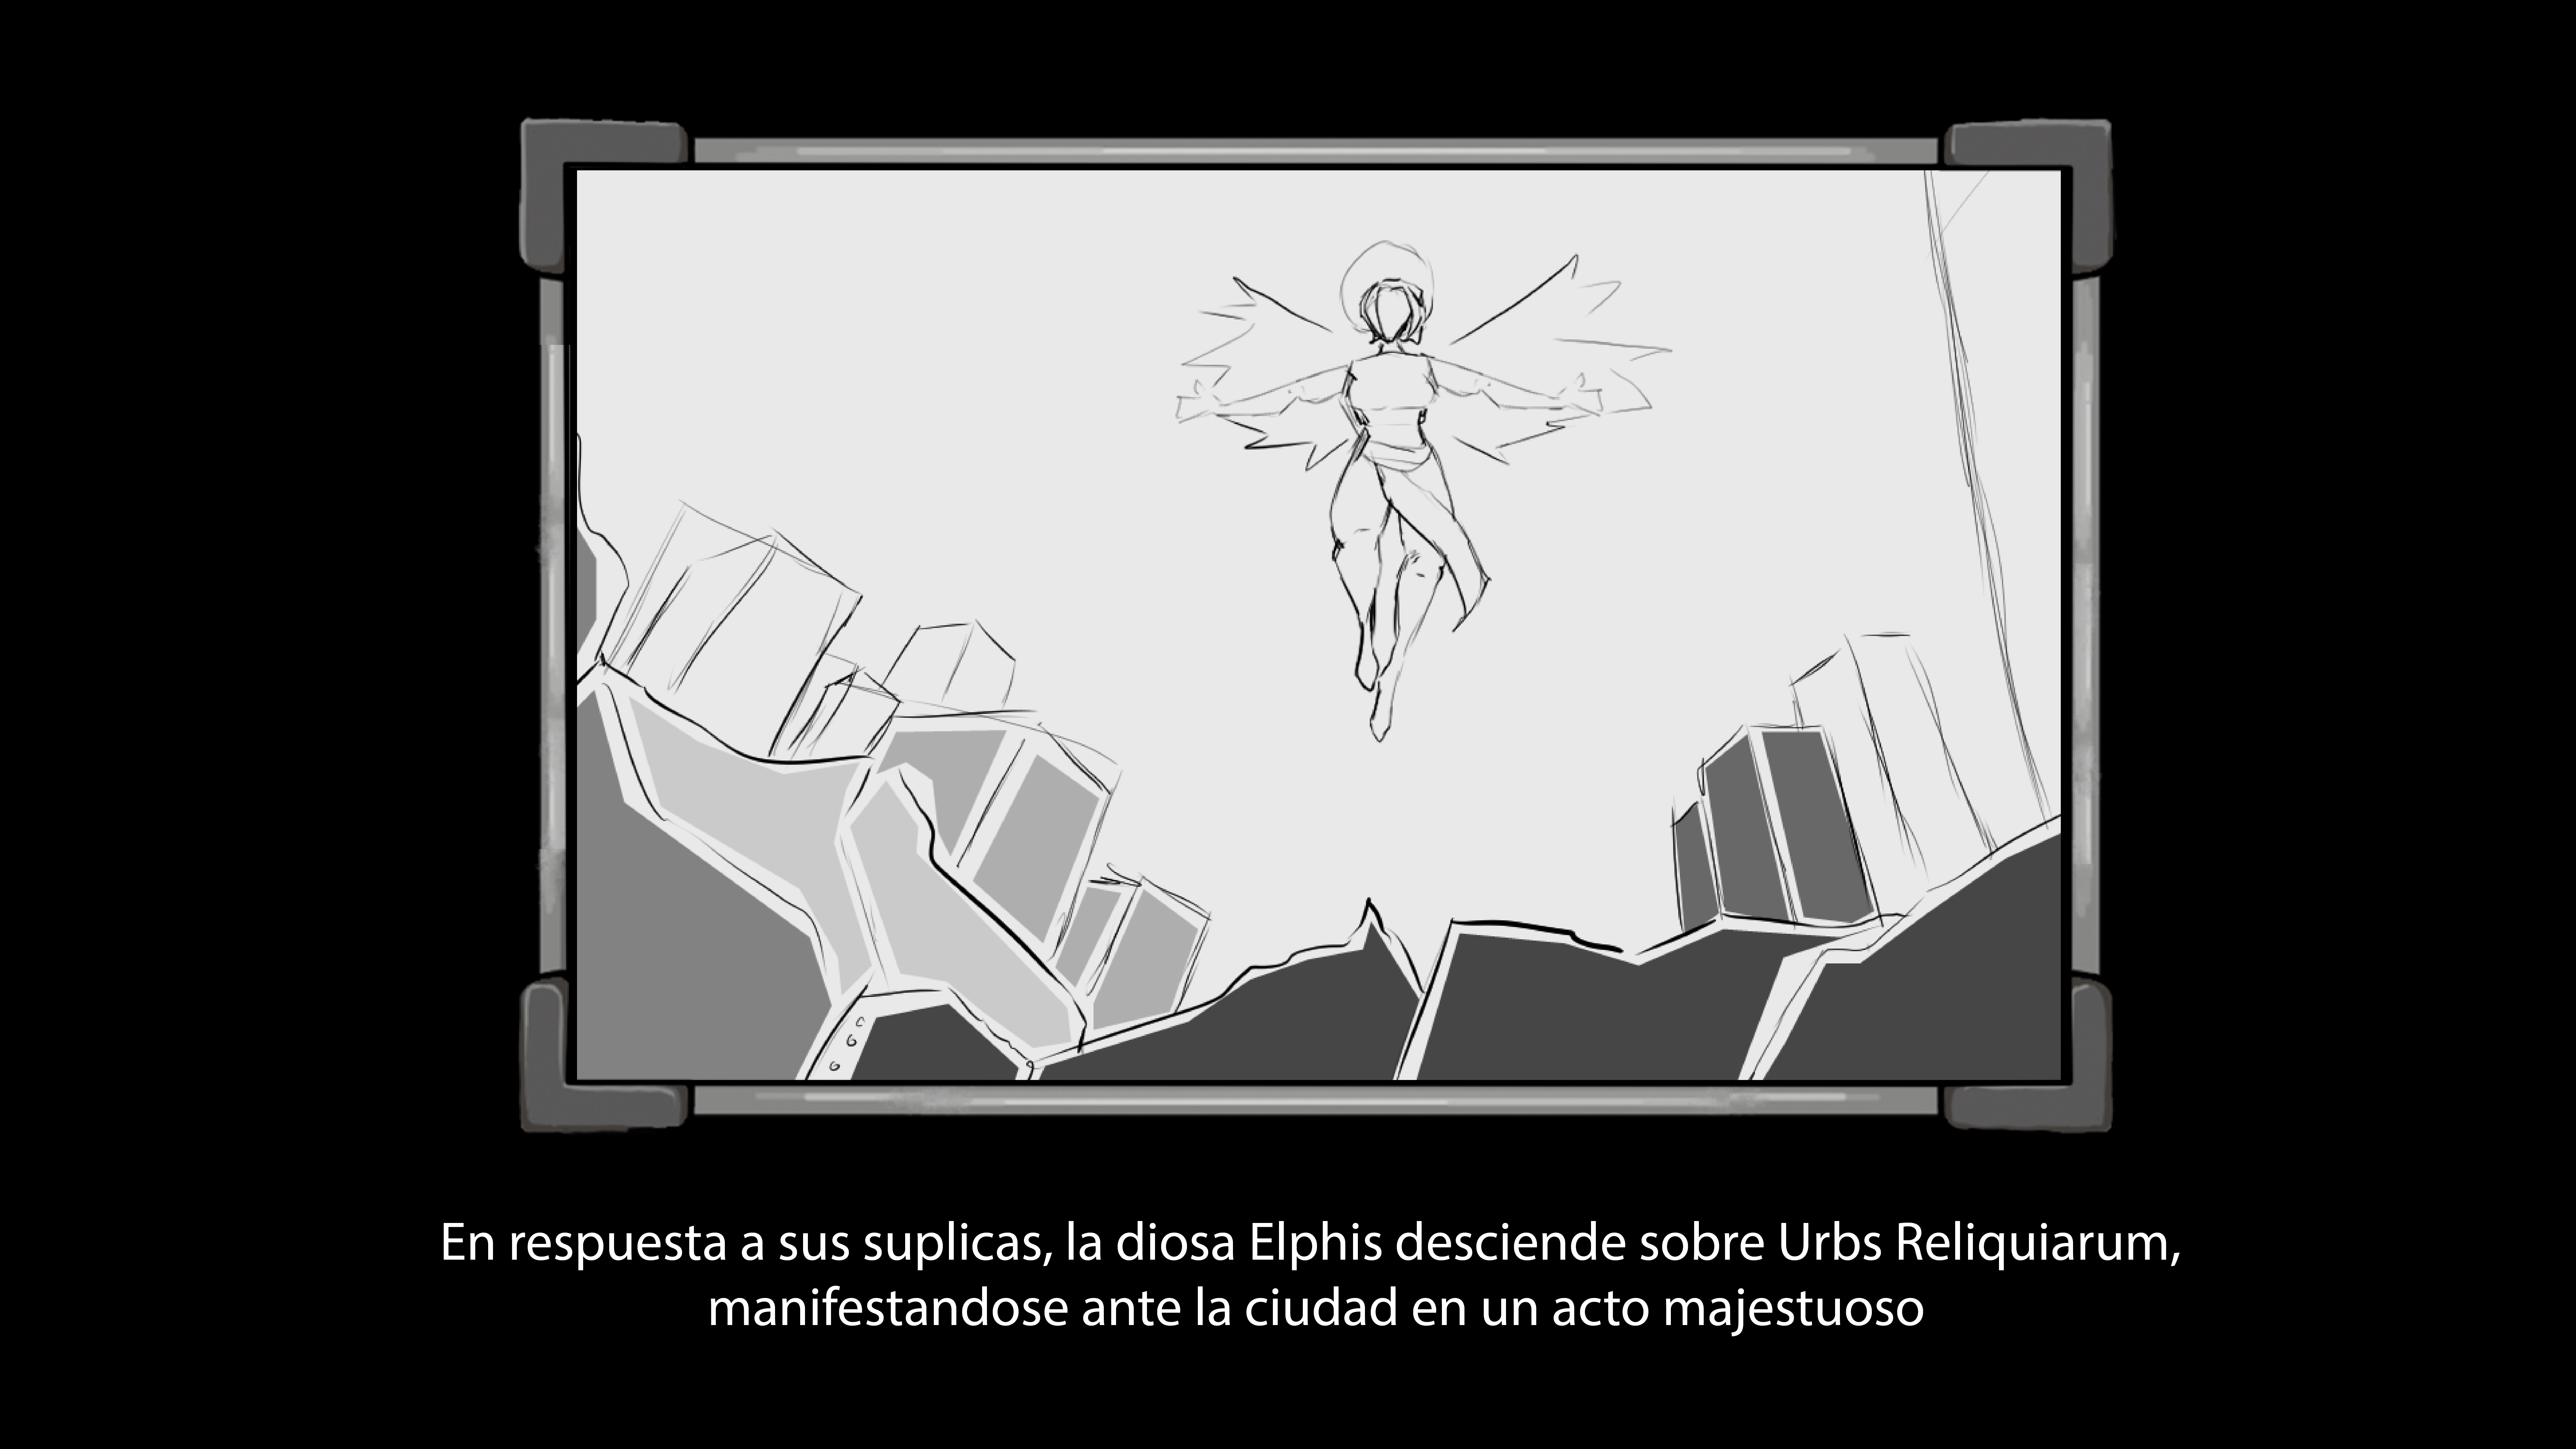 En respuesta a sus suplicas, la diosa Elphis desciende sobre Urbs Reliquiarum,
manifestandose ante la ciudad en un acto majestuoso